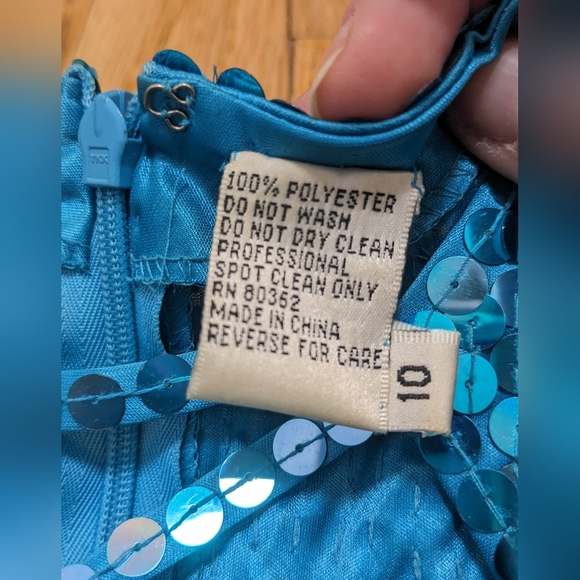 100% POLYESTER
DO NOT WASH
DO NOT DRY CLEAN
PROFESSIONAL
SPOT CLEAN ONLY
RN 80362
MADE IN CHINA
REVERSE FOR CARE
10